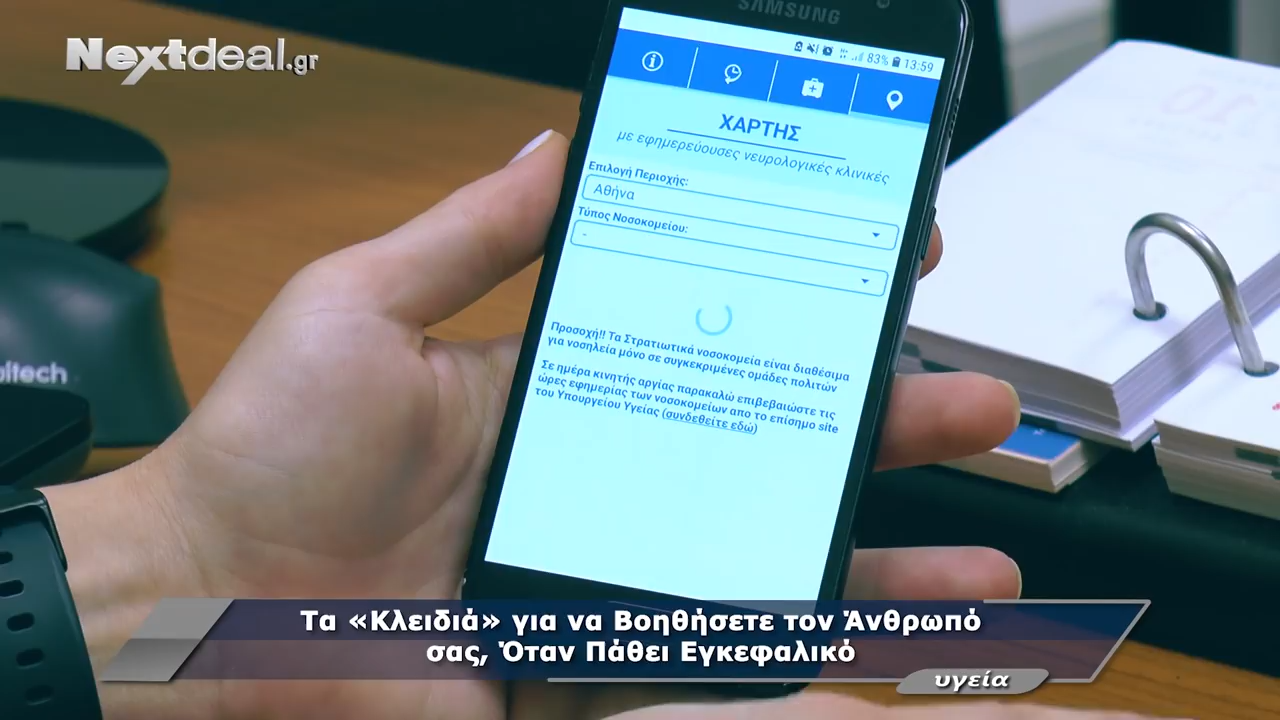 Nextdeal.gr
SAMSUNG
83% 13:59
ΧΑΡΤΗΣ
με εφημερεύουσες νευρολογικές κλινικές
Επιλογή Περιοχής:
Αθήνα
Τύπος Νοσοκομείου:
-
Προσοχή!! Τα Στρατιωτικά νοσοκομεία είναι διαθέσιμα
για νοσηλεία μόνο σε συγκεκριμένες ομάδες πολιτών
Σε ημέρα κινητής αργίας παρακαλώ επιβεβαιώστε τις
ώρες εφημερίας των νοσοκομείων απο το επίσημο site
του Υπουργείου Υγείας (συνδεθείτε εδώ)
Τα «Κλειδιά» για να Βοηθήσετε τον Άνθρωπό
σας, Όταν Πάθει Εγκεφαλικό
υγεία